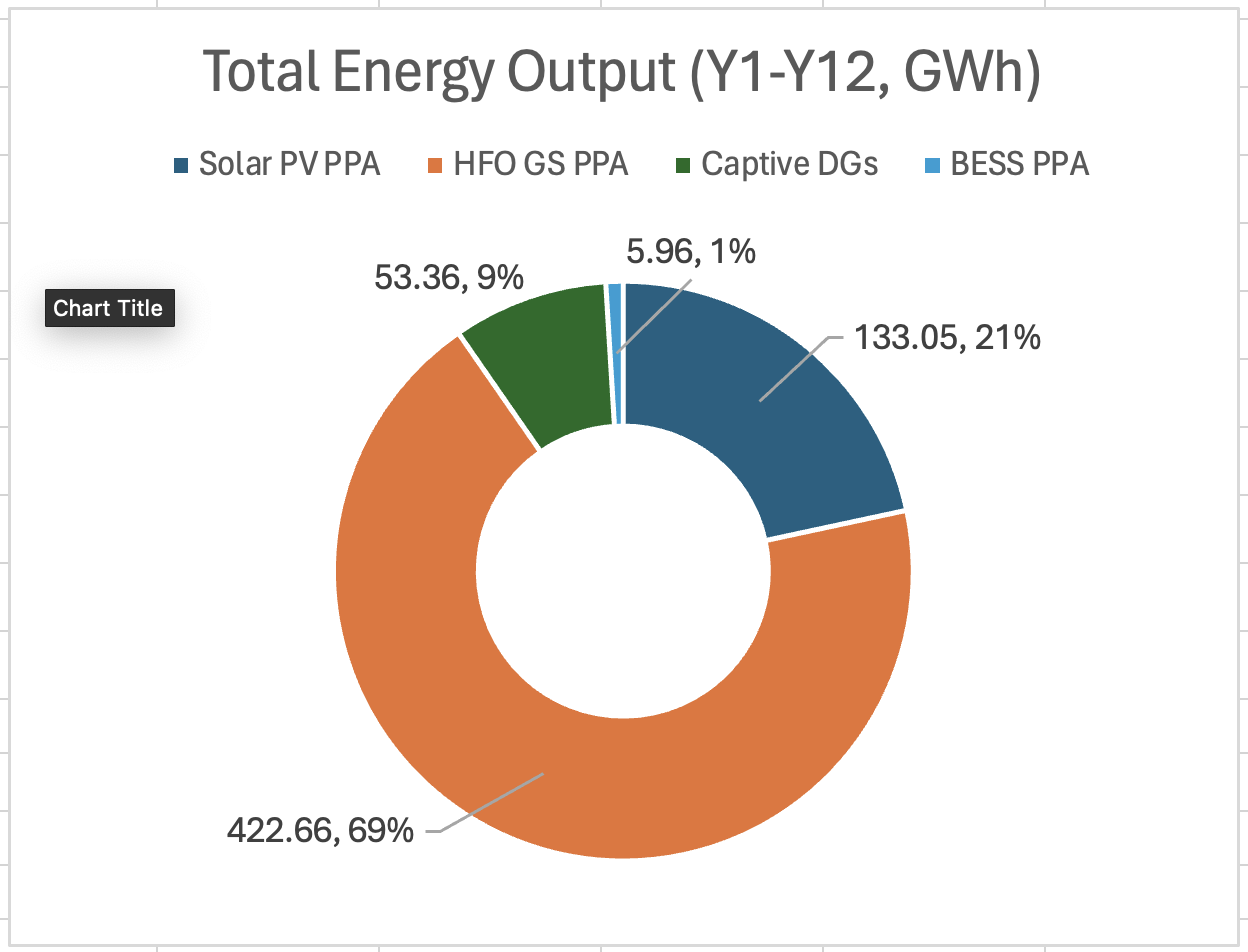 Total Energy Output (Y1-Y12, GWh)
Solar PV PPA HFO GS PPA Captive DGs BESS PPA
5.96, 1%
53.36, 9%
Chart Title
133.05, 21%
422.66, 69%